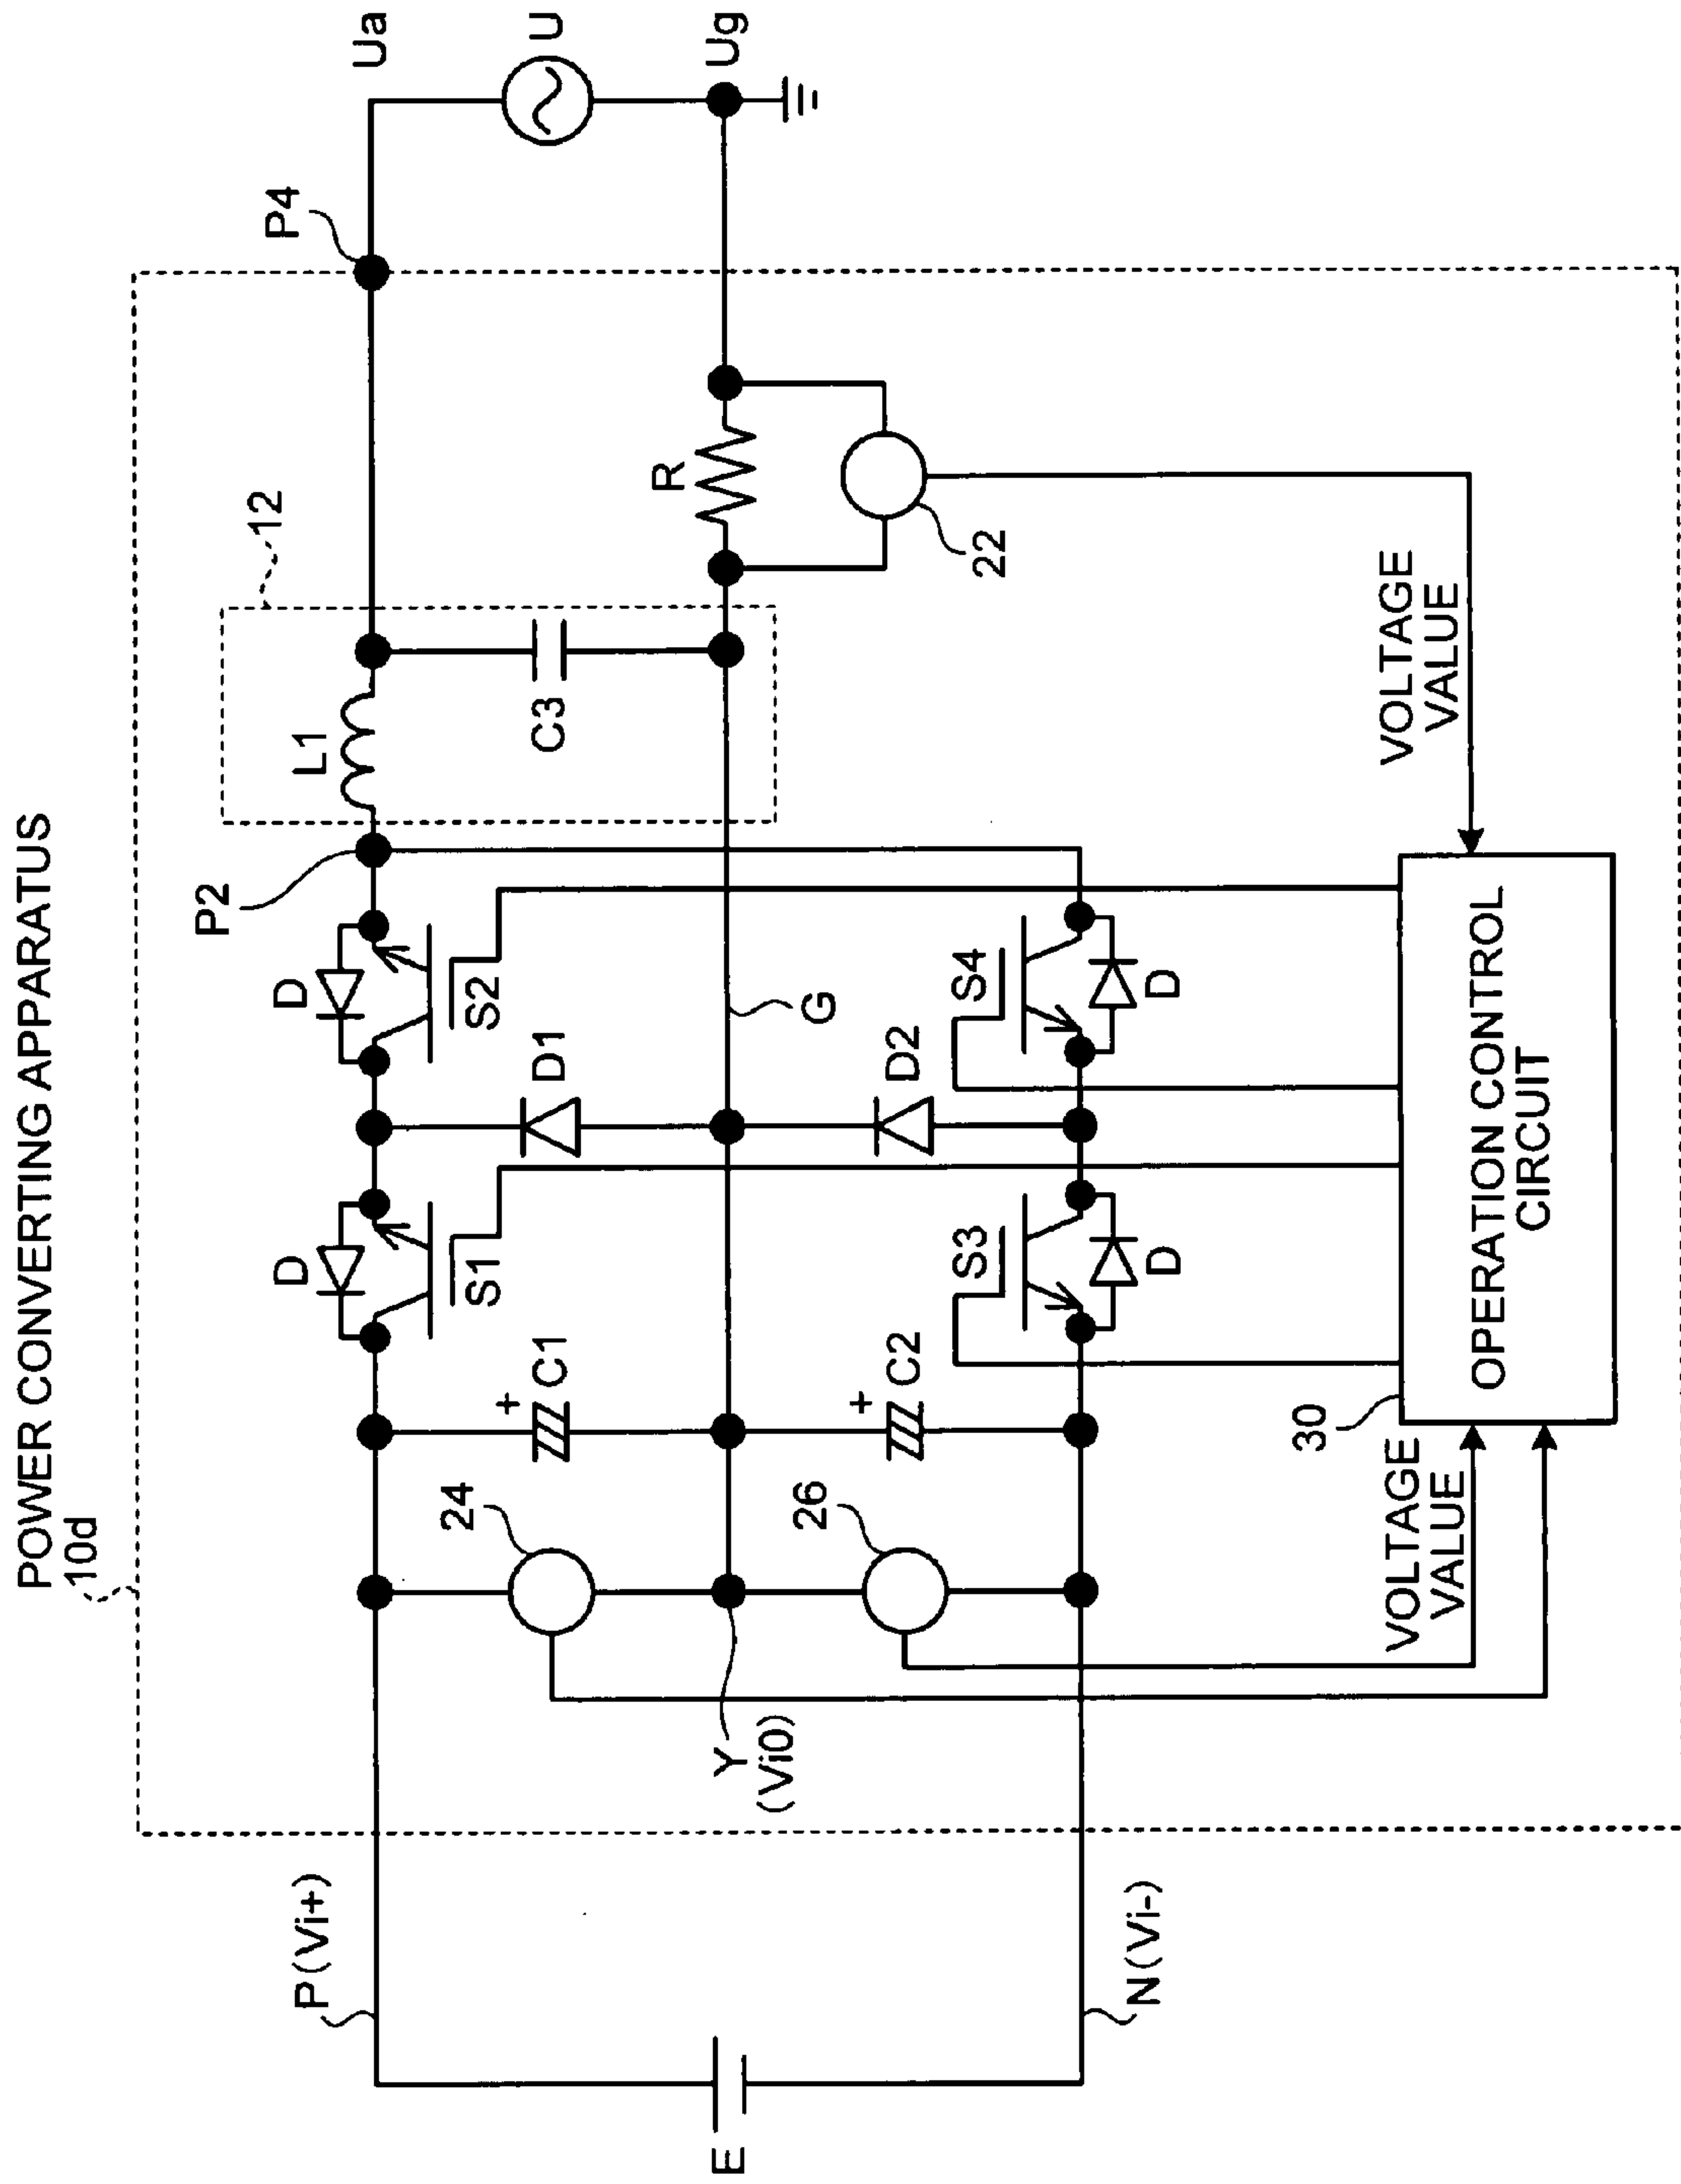 POWER CONVERTING APPARATUS
10d
P(Vi+)
E
N(Vi-)
Y
(Vi0)
24
26
+
C1
+
C2
D
S1
D
S2
D1
D2
S3
D
S4
D
G
P2
12
L1
C3
R
22
P4
Ua
U
Ug
VOLTAGE
VALUE
VOLTAGE
VALUE
30
OPERATION CONTROL
CIRCUIT